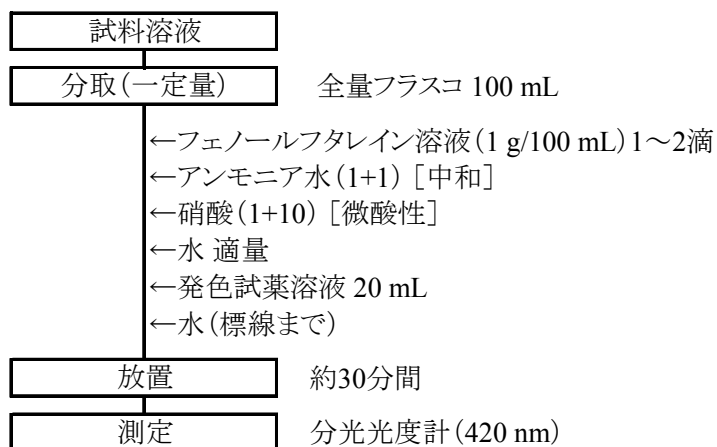 試料溶液
分取(一定量) 全量フラスコ 100 mL
←フェノールフタレイン溶液(1 g/100 mL)1~2滴
←アンモニア水(1+1) [中和]
←硝酸(1+10) [微酸性]
←水 適量
←発色試薬溶液 20 mL
←水(標線まで)
放置 約30分間
測定 分光光度計(420 nm)